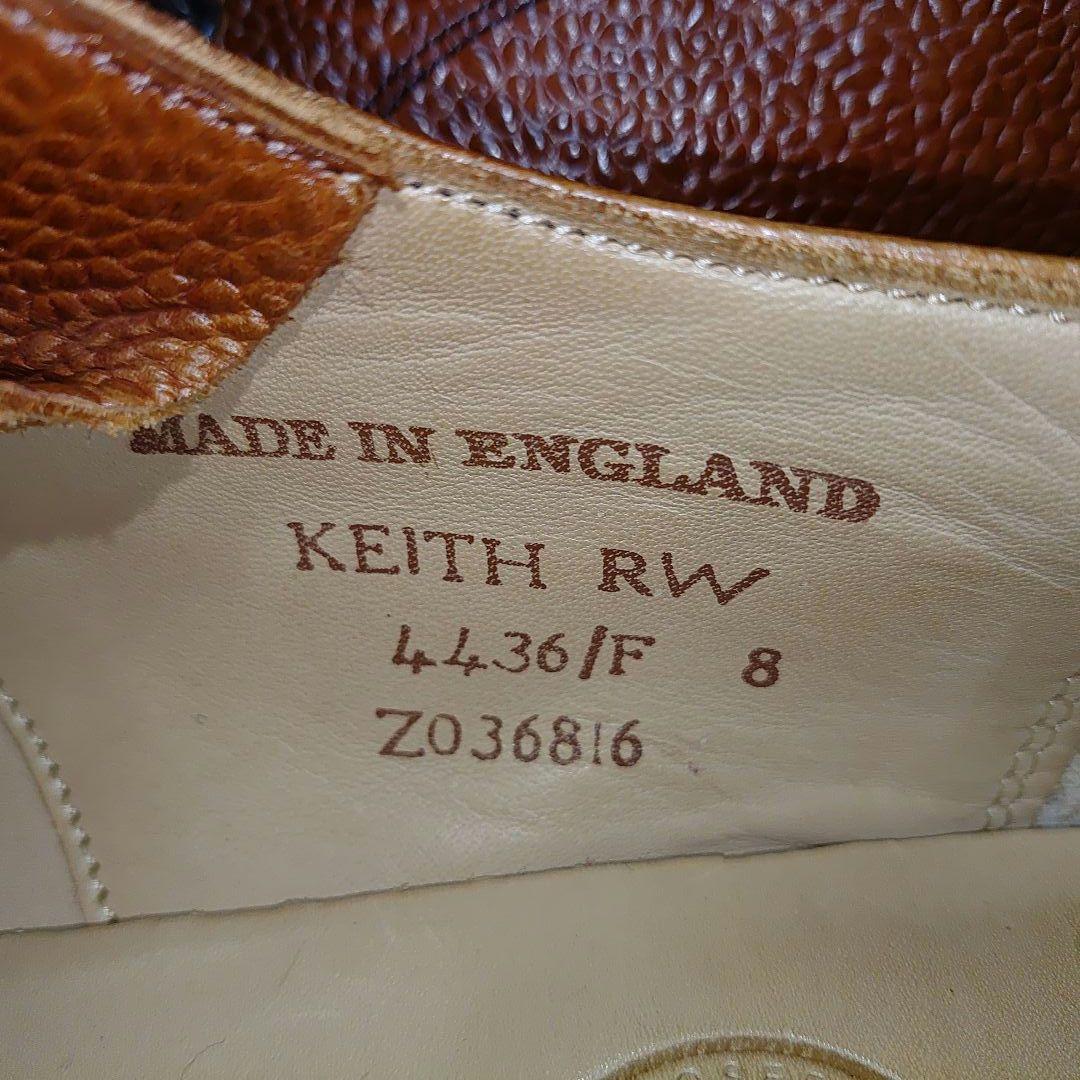 MADE IN ENGLAND
KEITH RW
4436/F 8
Z036816